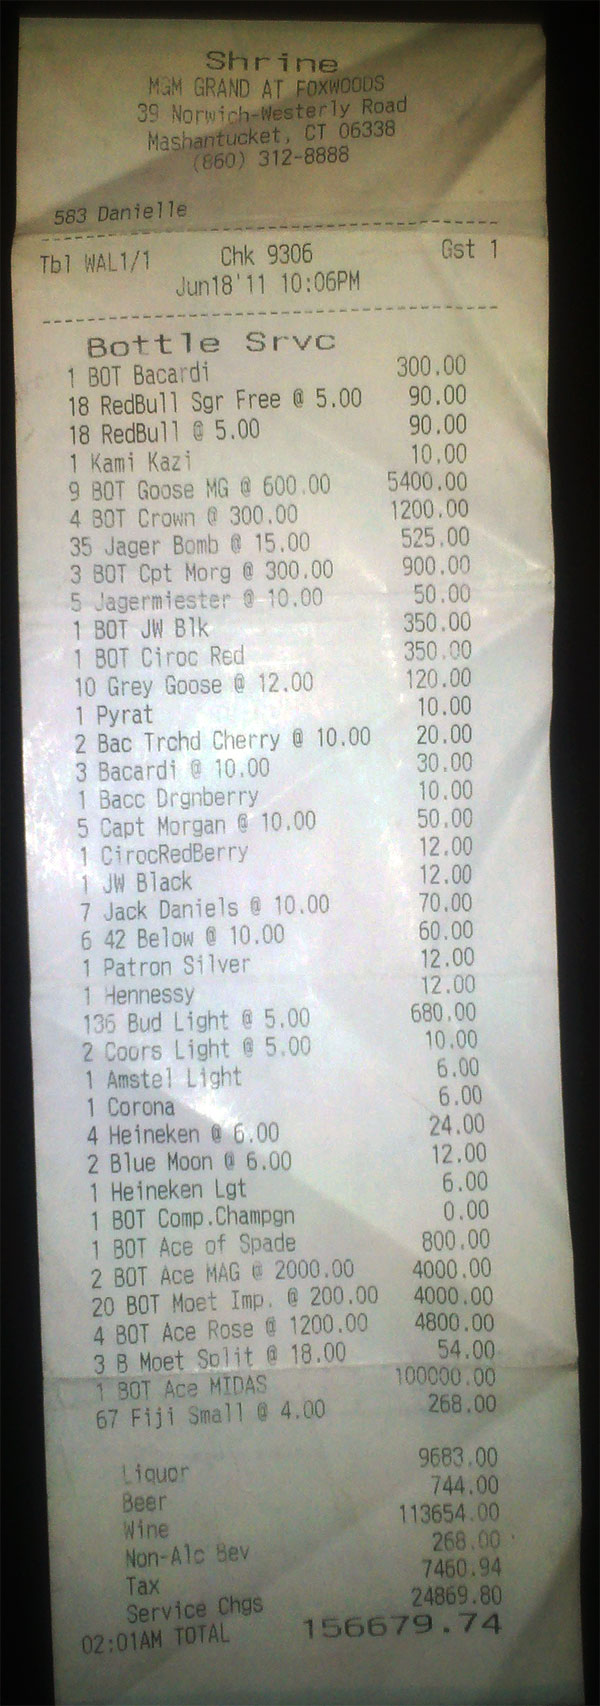 Shrine
MGM GRAND AT FOXWOODS
39 Norwich-Westerly Road
Mashantucket, CT 06338
(860) 312-8888
583 Danielle
Tbl WAL1/1 Chk 9306 Gst 1
Jun18'11 10:06PM
Bottle Srvc
1 BOT Bacardi 300.00
18 RedBull Sgr Free @ 5.00 90.00
18 RedBull @ 5.00 90.00
1 Kami Kazi 10.00
9 BOT Goose MG @ 600.00 5400.00
4 BOT Crown @ 300.00 1200.00
35 Jager Bomb @ 15.00 525.00
3 BOT Cpt Morg @ 300.00 900.00
5 Jagermiester @ 10.00 50.00
1 BOT JW Blk 350.00
1 BOT Ciroc Red 350.00
10 Grey Goose @ 12.00 120.00
1 Pyrat 10.00
2 Bac Trchd Cherry @ 10.00 20.00
3 Bacardi @ 10.00 30.00
1 Bacc Drgnberry 10.00
5 Capt Morgan @ 10.00 50.00
1 CirocRedBerry 12.00
1 JW Black 12.00
7 Jack Daniels @ 10.00 70.00
6 42 Below @ 10.00 60.00
1 Patron Silver 12.00
1 Hennessy 12.00
136 Bud Light @ 5.00 680.00
2 Coors Light @ 5.00 10.00
1 Amstel Light 6.00
1 Corona 6.00
4 Heineken @ 6.00 24.00
2 Blue Moon @ 6.00 12.00
1 Heineken Lgt 6.00
1 BOT Comp.Champgn 0.00
1 BOT Ace of Spade 800.00
2 BOT Ace MAG @ 2000.00 4000.00
20 BOT Moet Imp. @ 200.00 4000.00
4 BOT Ace Rose @ 1200.00 4800.00
3 B Moet Split @ 18.00 54.00
1 BOT Ace MIDAS 100000.00
67 Fiji Small @ 4.00 268.00
Liquor 9683.00
Beer 744.00
Wine 113654.00
Non-Alc Bev 268.00
Tax 7460.94
Service Chgs 24869.80
02:01AM TOTAL 156679.74